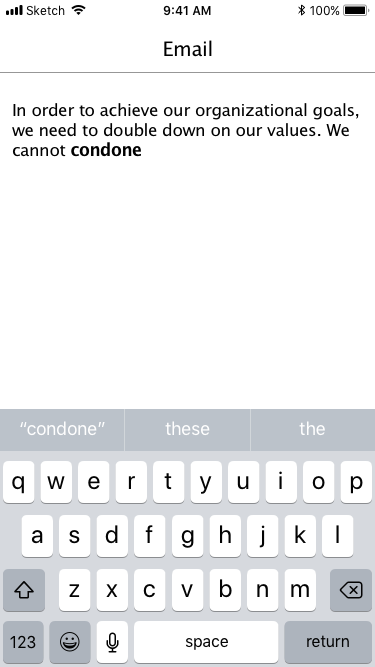 Sketch 9:41 AM 100%
Email
In order to achieve our organizational goals,
we need to double down on our values. We
cannot condone
“condone” these the
q w e r t y u i o p
a s d f g h j k l
z x c v b n m
123 space return